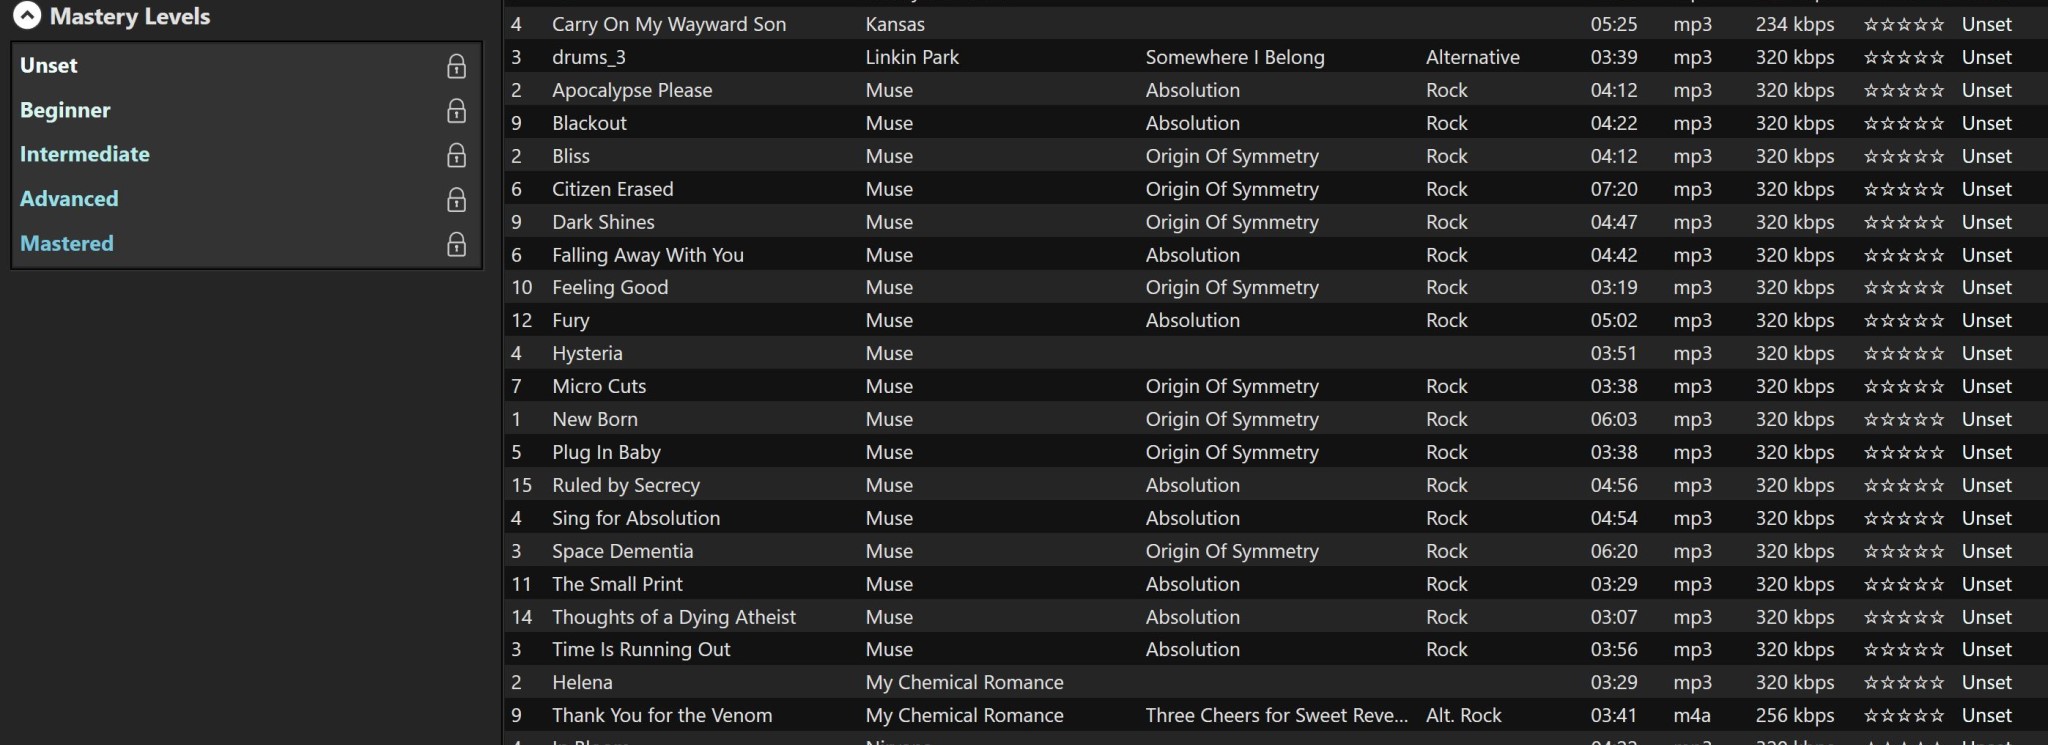 Mastery Levels
Unset
Beginner
Intermediate
Advanced
Mastered
4 Carry On My Wayward Son Kansas 05:25 mp3 234 kbps ☆☆☆☆☆ Unset
3 drums_3 Linkin Park Somewhere I Belong Alternative 03:39 mp3 320 kbps ☆☆☆☆☆ Unset
2 Apocalypse Please Muse Absolution Rock 04:12 mp3 320 kbps ☆☆☆☆☆ Unset
9 Blackout Muse Absolution Rock 04:22 mp3 320 kbps ☆☆☆☆☆ Unset
2 Bliss Muse Origin Of Symmetry Rock 04:12 mp3 320 kbps ☆☆☆☆☆ Unset
6 Citizen Erased Muse Origin Of Symmetry Rock 07:20 mp3 320 kbps ☆☆☆☆☆ Unset
9 Dark Shines Muse Origin Of Symmetry Rock 04:47 mp3 320 kbps ☆☆☆☆☆ Unset
6 Falling Away With You Muse Absolution Rock 04:42 mp3 320 kbps ☆☆☆☆☆ Unset
10 Feeling Good Muse Origin Of Symmetry Rock 03:19 mp3 320 kbps ☆☆☆☆☆ Unset
12 Fury Muse Absolution Rock 05:02 mp3 320 kbps ☆☆☆☆☆ Unset
4 Hysteria Muse 03:51 mp3 320 kbps ☆☆☆☆☆ Unset
7 Micro Cuts Muse Origin Of Symmetry Rock 03:38 mp3 320 kbps ☆☆☆☆☆ Unset
1 New Born Muse Origin Of Symmetry Rock 06:03 mp3 320 kbps ☆☆☆☆☆ Unset
5 Plug In Baby Muse Origin Of Symmetry Rock 03:38 mp3 320 kbps ☆☆☆☆☆ Unset
15 Ruled by Secrecy Muse Absolution Rock 04:56 mp3 320 kbps ☆☆☆☆☆ Unset
4 Sing for Absolution Muse Absolution Rock 04:54 mp3 320 kbps ☆☆☆☆☆ Unset
3 Space Dementia Muse Origin Of Symmetry Rock 06:20 mp3 320 kbps ☆☆☆☆☆ Unset
11 The Small Print Muse Absolution Rock 03:29 mp3 320 kbps ☆☆☆☆☆ Unset
14 Thoughts of a Dying Atheist Muse Absolution Rock 03:07 mp3 320 kbps ☆☆☆☆☆ Unset
3 Time Is Running Out Muse Absolution Rock 03:56 mp3 320 kbps ☆☆☆☆☆ Unset
2 Helena My Chemical Romance 03:29 mp3 320 kbps ☆☆☆☆☆ Unset
9 Thank You for the Venom My Chemical Romance Three Cheers for Sweet Reve... Alt. Rock 03:41 m4a 256 kbps ☆☆☆☆☆ Unset